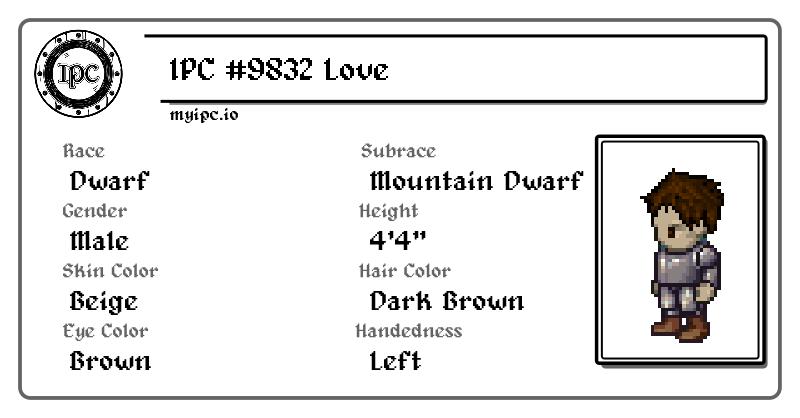 IPC
IPC #9832 Love
myipc.io
Race
Subrace
Dwarf
Mountain Dwarf
Gender
Height
Male
4'4"
Skin Color
Hair Color
Beige
Dark Brown
Eye Color
Handedness
Brown
Left